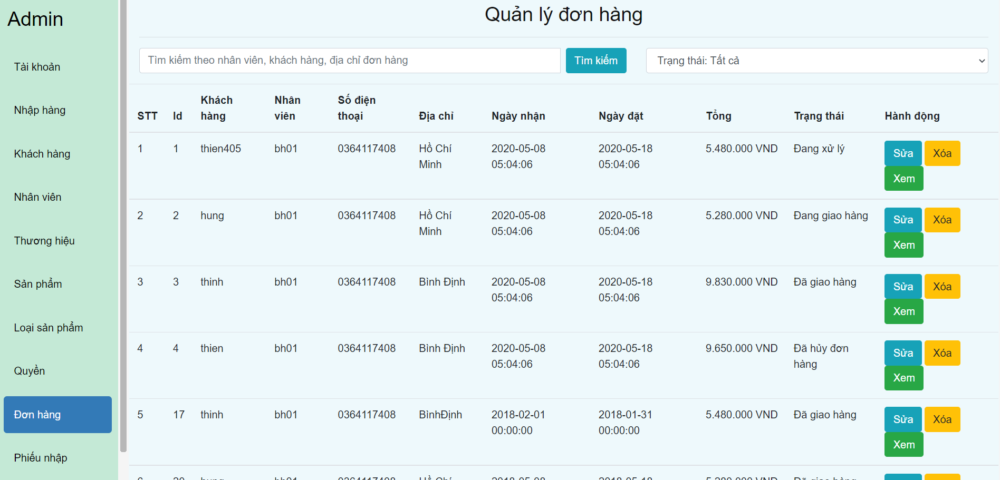 Admin
Tài khoản
Nhập hàng
Khách hàng
Nhân viên
Thương hiệu
Sản phẩm
Loại sản phẩm
Quyền
Đơn hàng
Phiếu nhập
Quản lý đơn hàng
Tìm kiếm theo nhân viên, khách hàng, địa chỉ đơn hàng
Tìm kiếm
Trạng thái: Tất cả
STT Id Khách hàng Nhân viên Số điện thoại Địa chỉ Ngày nhận Ngày đặt Tổng Trạng thái Hành động
1 1 thien405 bh01 0364117408 Hồ Chí Minh 2020-05-08 05:04:06 2020-05-18 05:04:06 5.480.000 VND Đang xử lý Sửa Xóa Xem
2 2 hung bh01 0364117408 Hồ Chí Minh 2020-05-08 05:04:06 2020-05-18 05:04:06 5.280.000 VND Đang giao hàng Sửa Xóa Xem
3 3 thinh bh01 0364117408 Bình Định 2020-05-08 05:04:06 2020-05-18 05:04:06 9.830.000 VND Đã giao hàng Sửa Xóa Xem
4 4 thien bh01 0364117408 Bình Định 2020-05-08 05:04:06 2020-05-18 05:04:06 9.650.000 VND Đã hủy đơn hàng Sửa Xóa Xem
5 17 thinh bh01 0364117408 BìnhĐịnh 2018-02-01 00:00:00 2018-01-31 00:00:00 5.480.000 VND Đã giao hàng Sửa Xóa Xem